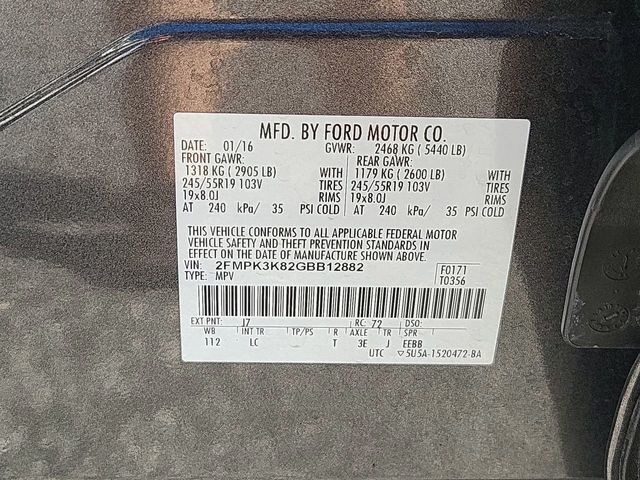 MFD. BY FORD MOTOR CO.
DATE: 01/16 GVWR: 2468 KG ( 5440 LB)
FRONT GAWR: REAR GAWR:
1318 KG ( 2905 LB) WITH 1179 KG ( 2600 LB) WITH
245/55R19 103V TIRES 245/55R19 103V TIRES
19x8.0J RIMS 19x8.0J RIMS
AT 240 kPa/ 35 PSI COLD AT 240 kPa/ 35 PSI COLD
THIS VEHICLE CONFORMS TO ALL APPLICABLE FEDERAL MOTOR
VEHICLE SAFETY AND THEFT PREVENTION STANDARDS IN
EFFECT ON THE DATE OF MANUFACTURE SHOWN ABOVE.
VIN: 2FMPK3K82GBB12882 F0171
TYPE: MPV T0356
EXT PNT: J7 RC: 72 DSO:
WB INT TR TP/PS R AXLE TR SPR
112 LC T 3E J EEBB
UTC ▽5U5A-1520472-BA